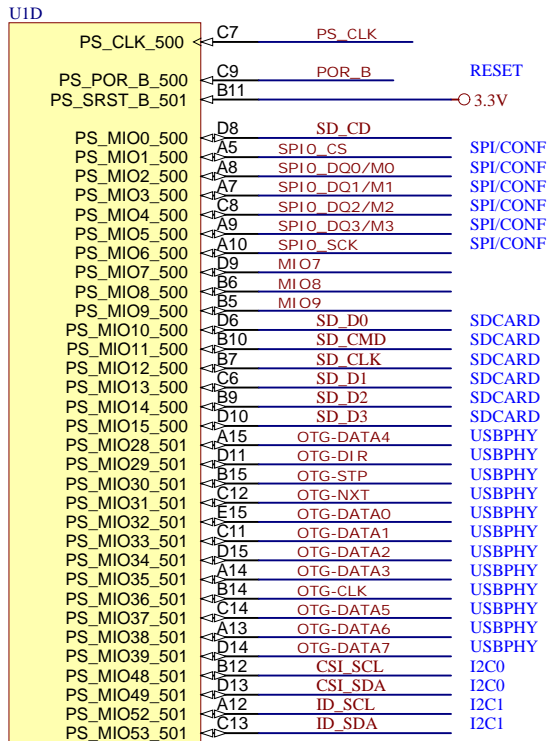 U1D
PS_CLK_500 C7 PS_CLK
PS_POR_B_500 C9 POR_B RESET
PS_SRST_B_501 B11 3.3V
PS_MIO0_500 D8 SD_CD
PS_MIO1_500 A5 SPI0_CS SPI/CONF
PS_MIO2_500 A8 SPI0_DQ0/M0 SPI/CONF
PS_MIO3_500 A7 SPI0_DQ1/M1 SPI/CONF
PS_MIO4_500 C8 SPI0_DQ2/M2 SPI/CONF
PS_MIO5_500 A9 SPI0_DQ3/M3 SPI/CONF
PS_MIO6_500 A10 SPI0_SCK SPI/CONF
PS_MIO7_500 D9 MIO7
PS_MIO8_500 B6 MIO8
PS_MIO9_500 B5 MIO9
PS_MIO10_500 D6 SD_D0 SDCARD
PS_MIO11_500 B10 SD_CMD SDCARD
PS_MIO12_500 B7 SD_CLK SDCARD
PS_MIO13_500 C6 SD_D1 SDCARD
PS_MIO14_500 B9 SD_D2 SDCARD
PS_MIO15_500 D10 SD_D3 SDCARD
PS_MIO28_501 A15 OTG-DATA4 USBPHY
PS_MIO29_501 D11 OTG-DIR USBPHY
PS_MIO30_501 B15 OTG-STP USBPHY
PS_MIO31_501 C12 OTG-NXT USBPHY
PS_MIO32_501 E15 OTG-DATA0 USBPHY
PS_MIO33_501 C11 OTG-DATA1 USBPHY
PS_MIO34_501 D15 OTG-DATA2 USBPHY
PS_MIO35_501 A14 OTG-DATA3 USBPHY
PS_MIO36_501 B14 OTG-CLK USBPHY
PS_MIO37_501 C14 OTG-DATA5 USBPHY
PS_MIO38_501 A13 OTG-DATA6 USBPHY
PS_MIO39_501 D14 OTG-DATA7 USBPHY
PS_MIO48_501 B12 CSI_SCL I2C0
PS_MIO49_501 D13 CSI_SDA I2C0
PS_MIO52_501 A12 ID_SCL I2C1
PS_MIO53_501 C13 ID_SDA I2C1